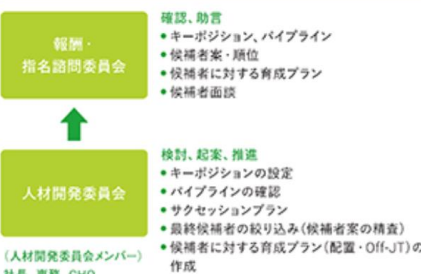 報酬・
指名諮問委員会
確認、助言
• キーポジション、パイプライン
• 候補者案・順位
• 候補者に対する育成プラン
• 候補者面談
人材開発委員会
(人材開発委員会メンバー)
検討、起案、推進
• キーポジションの設定
• パイプラインの確認
• サクセッションプラン
• 最終候補者の絞り込み(候補者案の精査)
• 候補者に対する育成プラン(配置・Off-JT)の
作成